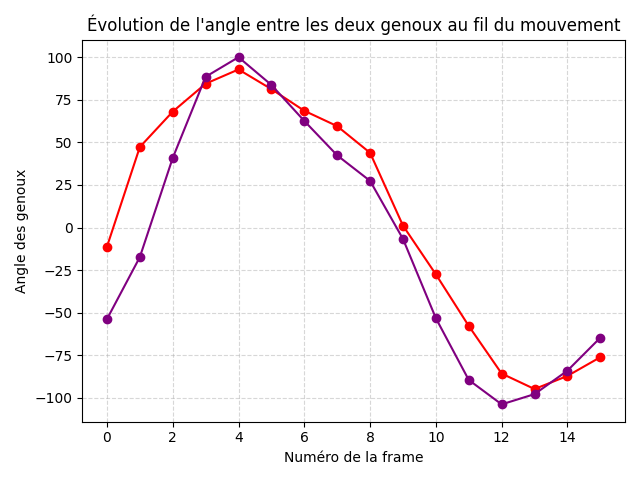 Évolution de l'angle entre les deux genoux au fil du mouvement
100
75
50
25
0
−25
−50
−75
−100
Angle des genoux
0 2 4 6 8 10 12 14
Numéro de la frame